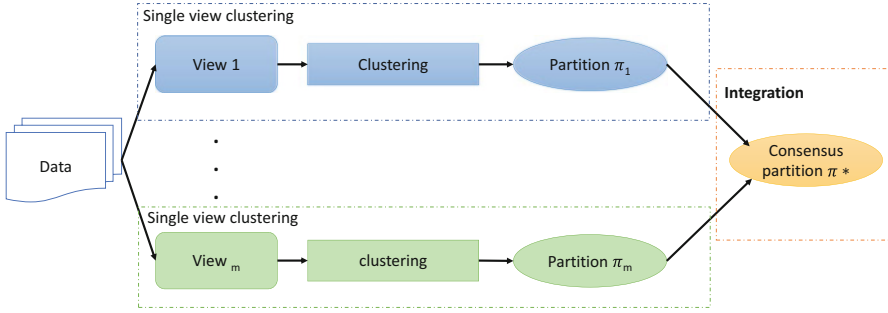 Single view clustering
View 1
Clustering
Partition π₁
Integration
Data
Consensus
partition π *
Single view clustering
View ₘ
clustering
Partition πₘ